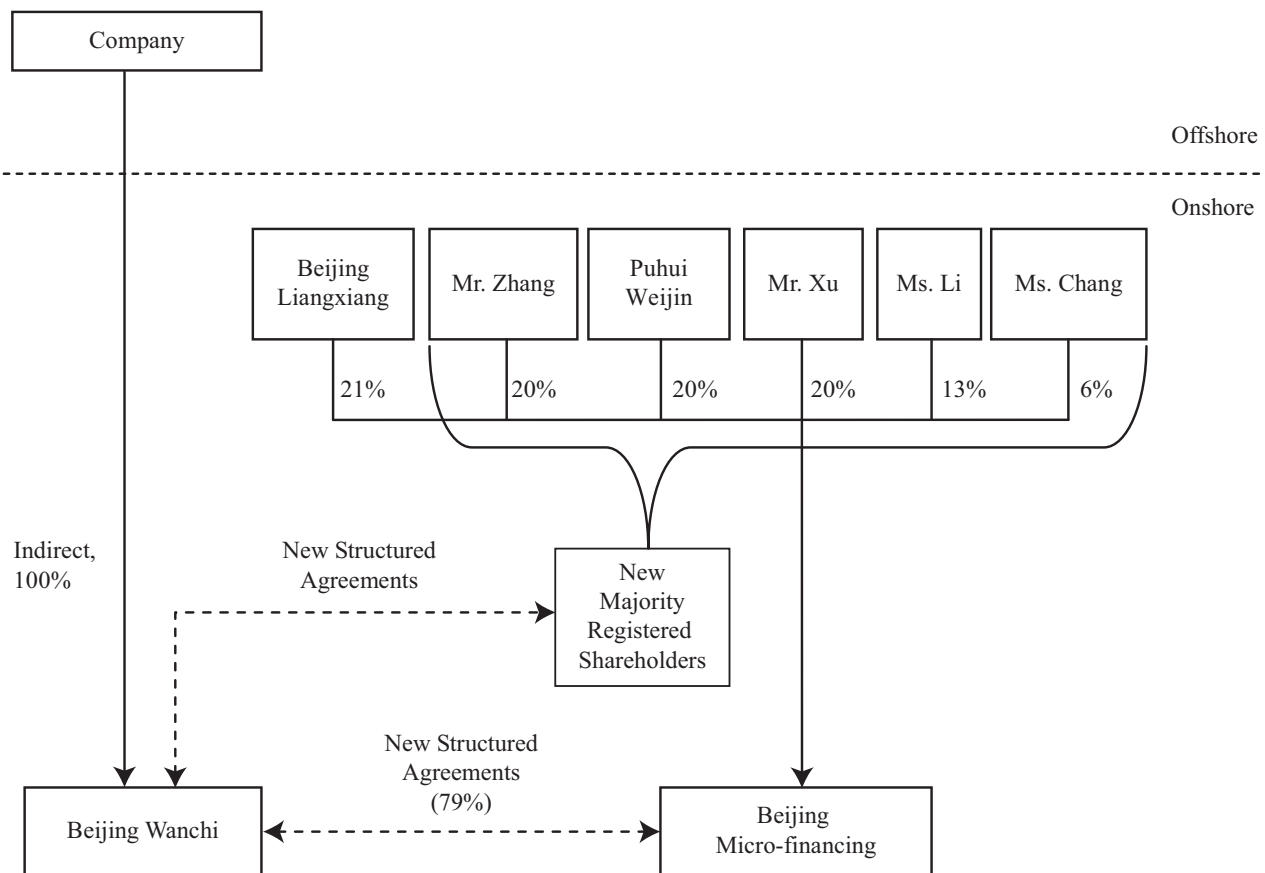 Company
Offshore
Onshore
Beijing
Liangxiang
Mr. Zhang
Puhui
Weijin
Mr. Xu
Ms. Li
Ms. Chang
21%
20%
20%
20%
13%
6%
Indirect,
100%
New Structured
Agreements
New
Majority
Registered
Shareholders
New Structured
Agreements
(79%)
Beijing Wanchi
Beijing
Micro-financing